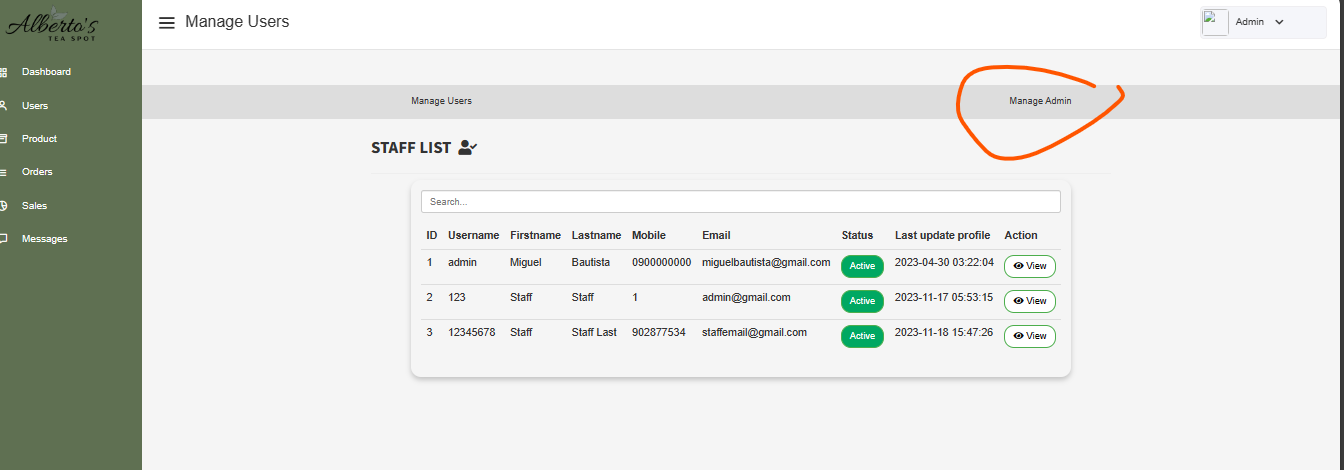 Alberto's
TEA SPOT
Manage Users
Admin
Dashboard
Users
Product
Orders
Sales
Messages
Manage Users Manage Admin
STAFF LIST
Search...
ID Username Firstname Lastname Mobile Email Status Last update profile Action
1 admin Miguel Bautista 0900000000 miguelbautista@gmail.com Active 2023-04-30 03:22:04 View
2 123 Staff Staff 1 admin@gmail.com Active 2023-11-17 05:53:15 View
3 12345678 Staff Staff Last 902877534 staffemail@gmail.com Active 2023-11-18 15:47:26 View